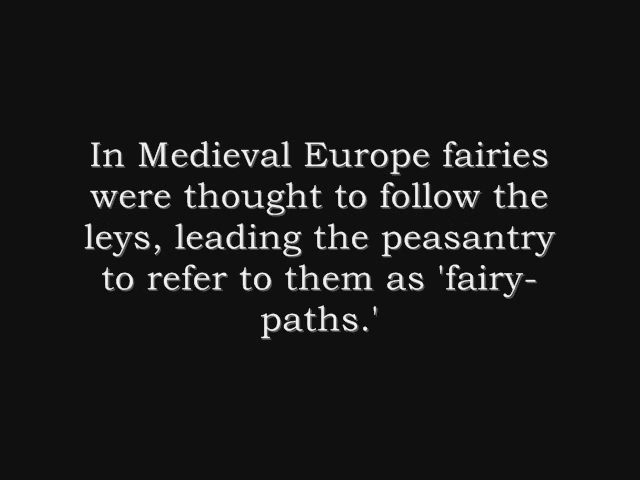 In Medieval Europe fairies
were thought to follow the
leys, leading the peasantry
to refer to them as 'fairy-
paths.'